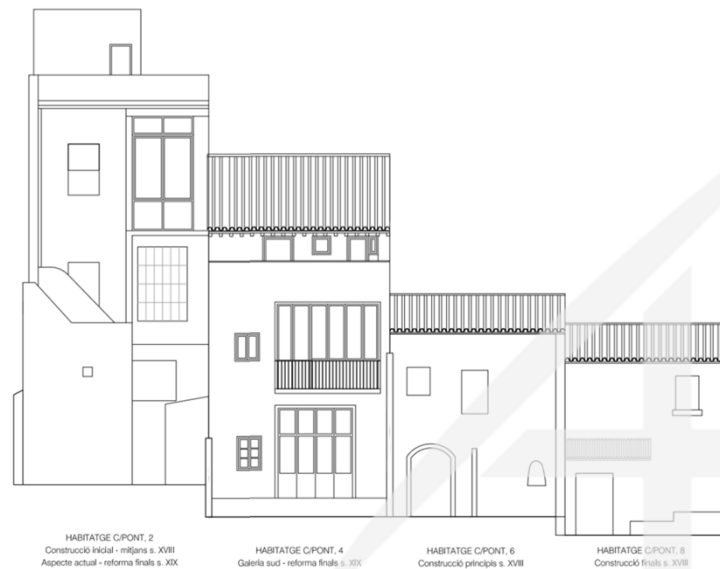 HABITATGE C/PONT, 2
Construcció inicial - mitjans s. XVIII
Aspecte actual - reforma finals s. XIX
HABITATGE C/PONT, 4
Galeria sud - reforma finals s. XIX
HABITATGE C/PONT, 6
Construcció principis s. XVIII
HABITATGE C/PONT, 8
Construcció finals s. XVIII